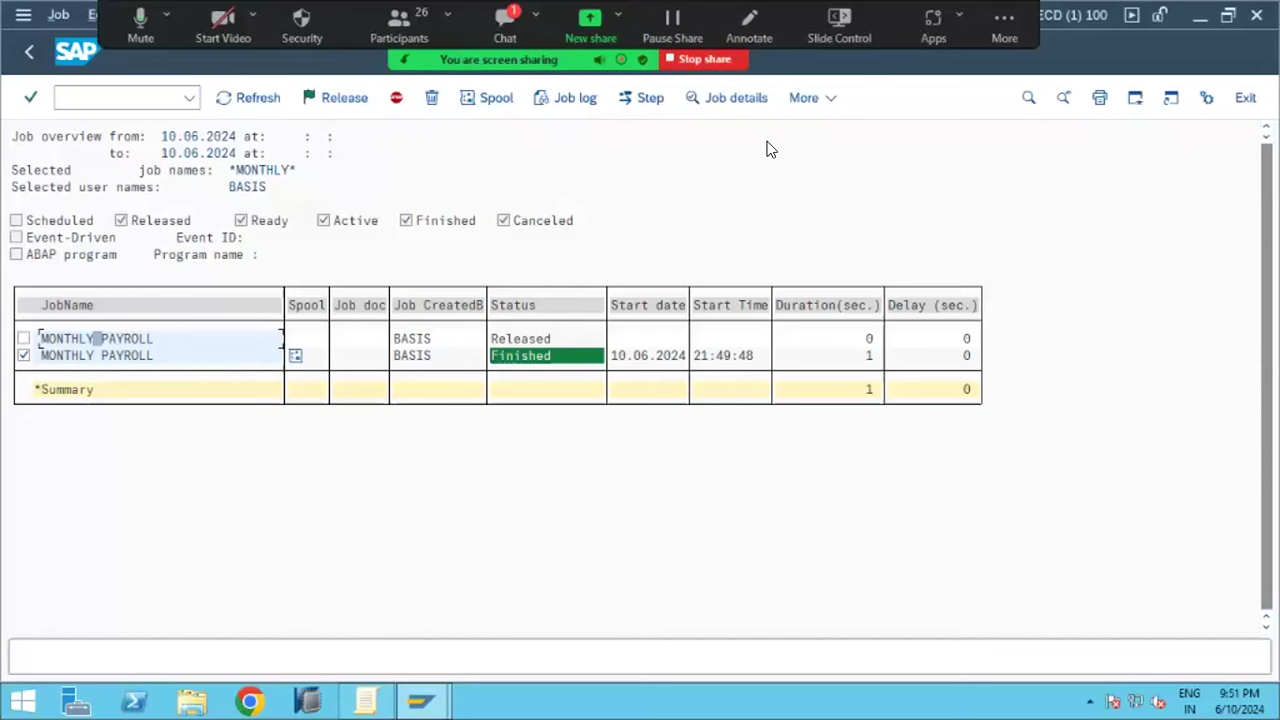 Job
26
1
ECD (1) 100
Mute
Start Video
Security
Participants
Chat
New share
Pause Share
Annotate
Slide Control
Apps
More
SAP
You are screen sharing
Stop share
Refresh
Release
Spool
Job log
Step
Job details
More
Exit
Job overview from: 10.06.2024 at: : :
to: 10.06.2024 at: : :
Selected job names: *MONTHLY*
Selected user names: BASIS
Scheduled Released Ready Active Finished Canceled
Event-Driven Event ID:
ABAP program Program name :
JobName Spool Job doc Job CreatedB Status Start date Start Time Duration(sec.) Delay (sec.)
MONTHLY PAYROLL BASIS Released 0 0
MONTHLY PAYROLL BASIS Finished 10.06.2024 21:49:48 1 0
*Summary 1 0
ENG 9:51 PM
IN 6/10/2024